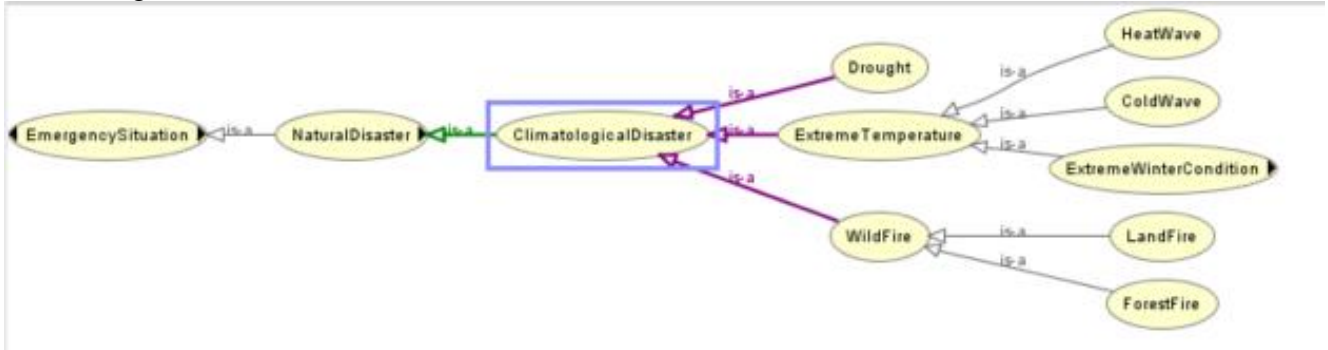 HeatWave
Drought
is-a
is-a
ColdWave
is-a
EmergencySituation
is-a
NaturalDisaster
is-a
ClimatologicalDisaster
is-a
ExtremeTemperature
is-a
ExtremeWinterCondition
is-a
WildFire
is-a
LandFire
is-a
ForestFire